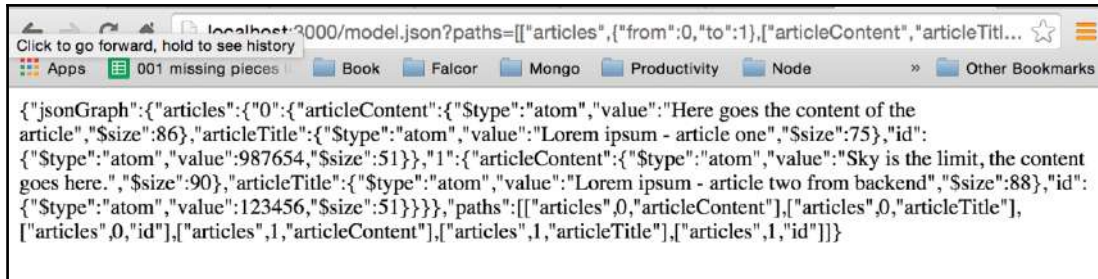 localhost:3000/model.json?paths=[["articles",{"from":0,"to":1},["articleContent","articleTitl...
Click to go forward, hold to see history
Apps 001 missing pieces Book Falcor Mongo Productivity Node » Other Bookmarks
{"jsonGraph":{"articles":{"0":{"articleContent":{"$type":"atom","value":"Here goes the content of the
article","$size":86},"articleTitle":{"$type":"atom","value":"Lorem ipsum - article one","$size":75},"id":
{"$type":"atom","value":987654,"$size":51}},"1":{"articleContent":{"$type":"atom","value":"Sky is the limit, the content
goes here.","$size":90},"articleTitle":{"$type":"atom","value":"Lorem ipsum - article two from backend","$size":88},"id":
{"$type":"atom","value":123456,"$size":51}}}},"paths":[["articles",0,"articleContent"],["articles",0,"articleTitle"],
["articles",0,"id"],["articles",1,"articleContent"],["articles",1,"articleTitle"],["articles",1,"id"]]}